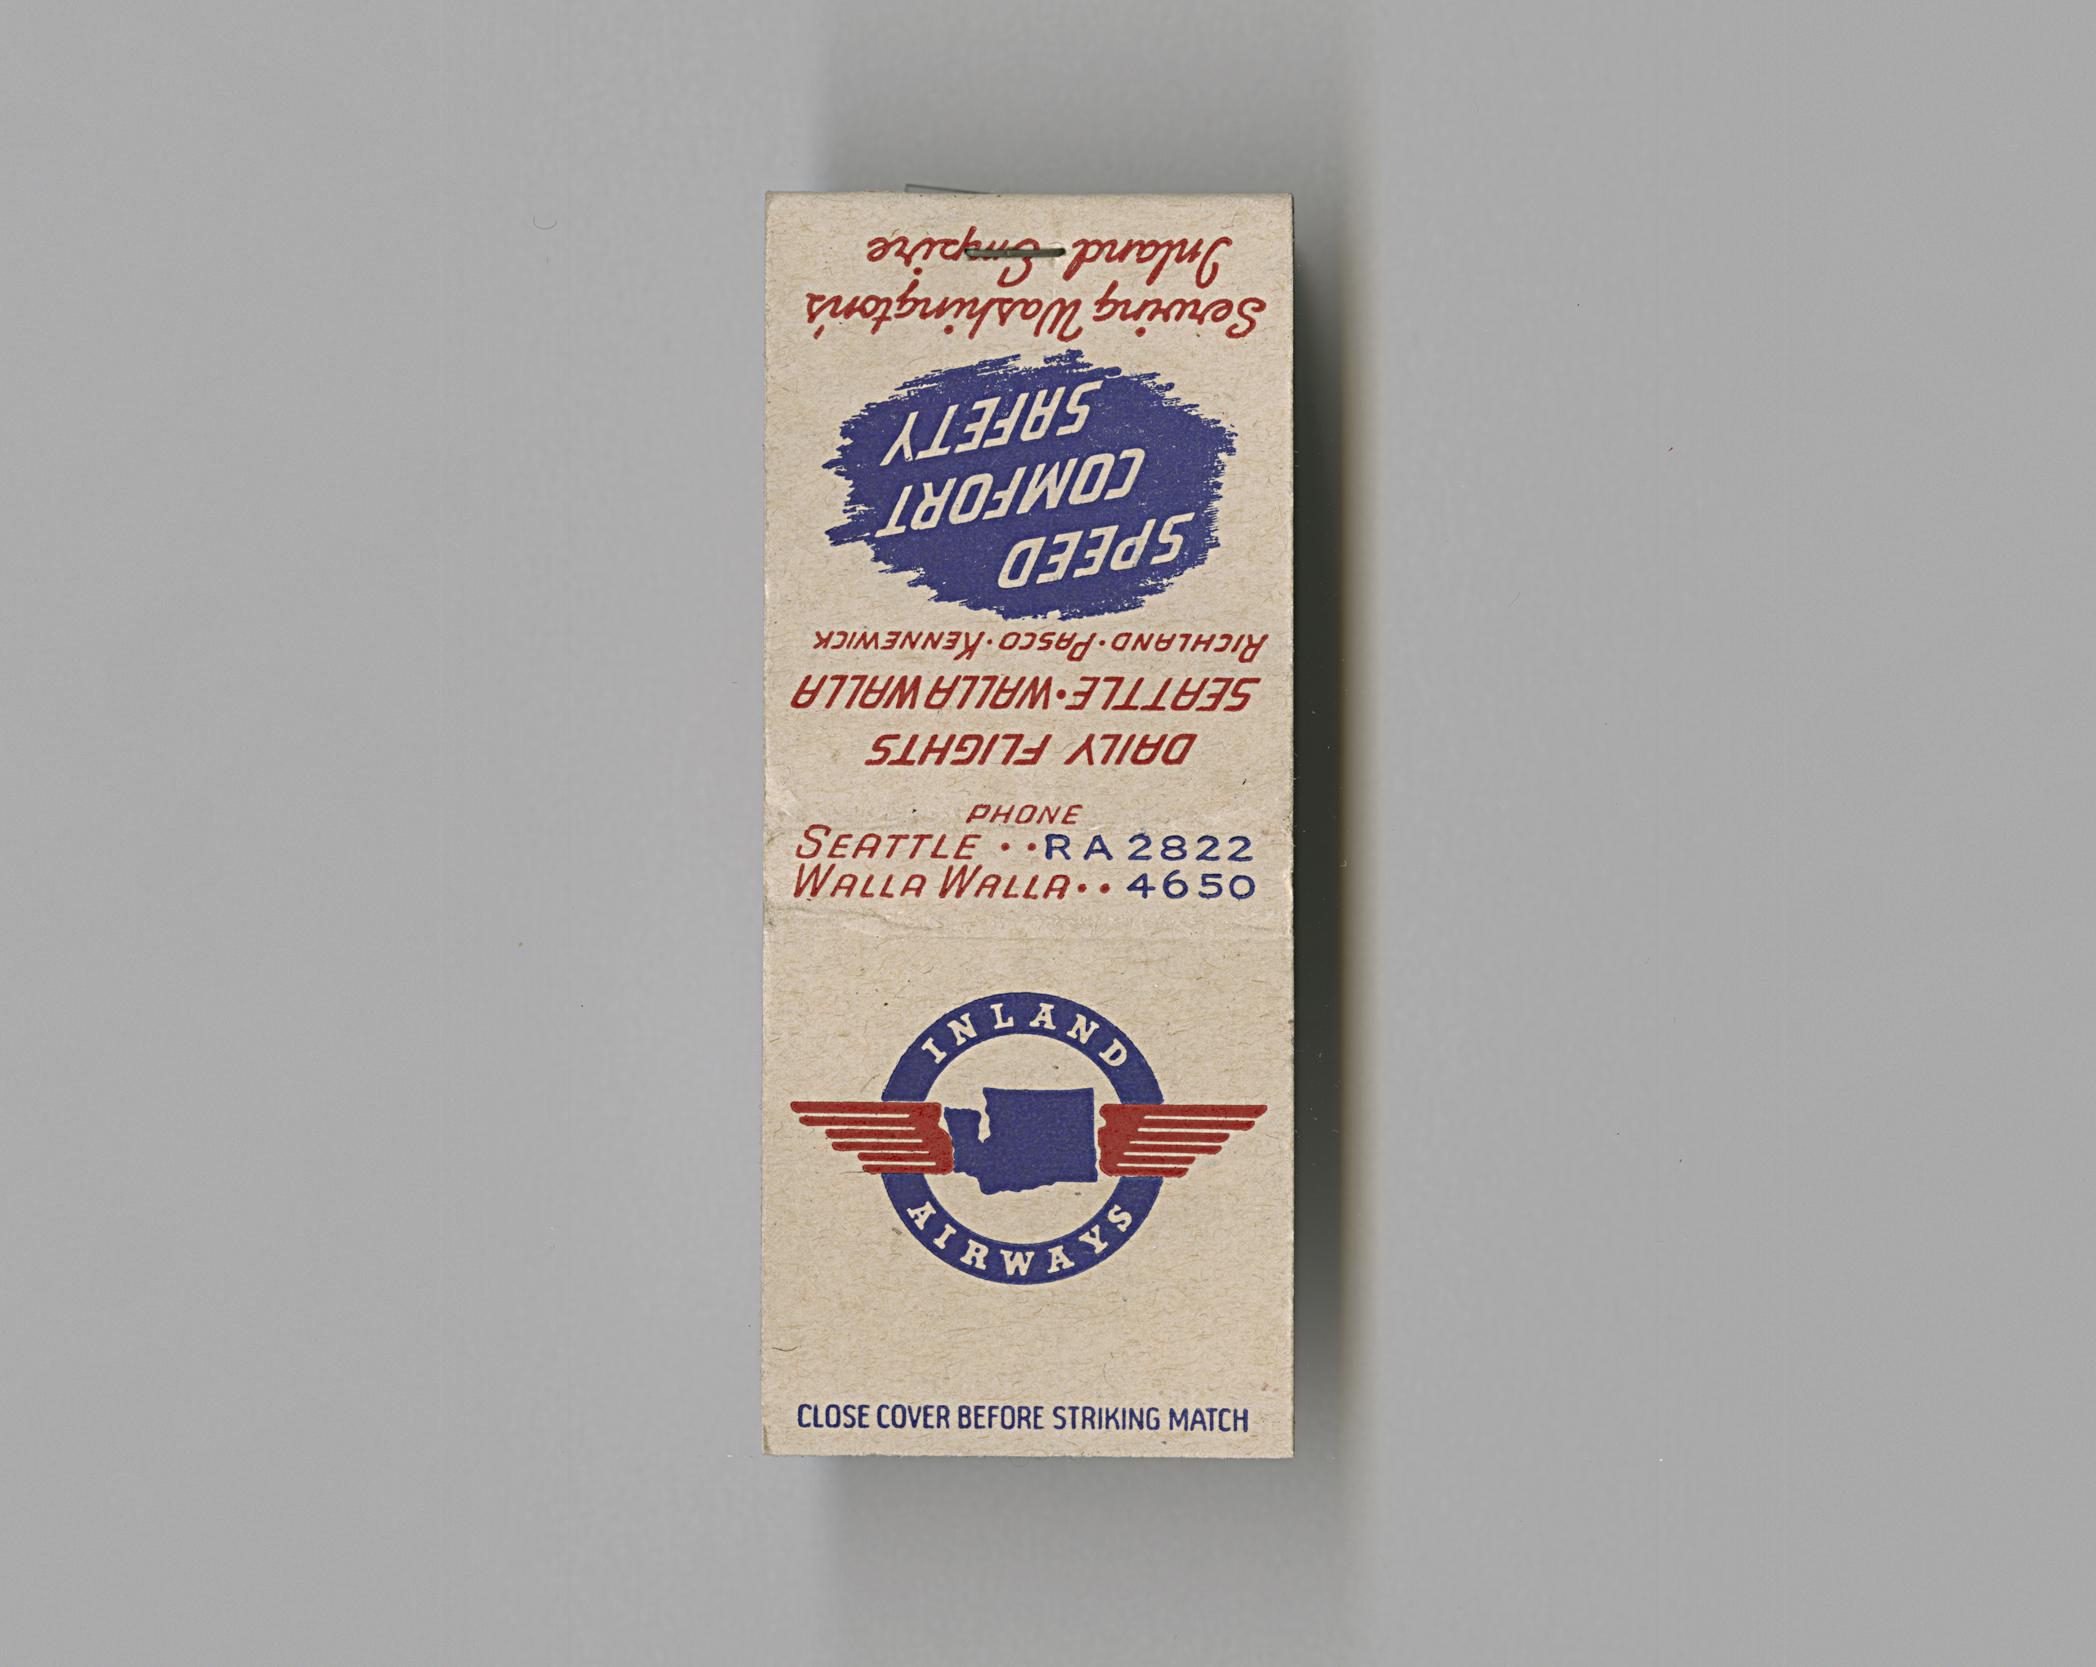 DAILY FLIGHTS
SEATTLE • WALLA WALLA
RICHLAND • PASCO • KENNEWICK
SPEED
COMFORT
SAFETY
Serving Washington's
Inland Empire
PHONE
SEATTLE •• RA 2822
WALLA WALLA •• 4650
INLAND
AIRWAYS
CLOSE COVER BEFORE STRIKING MATCH